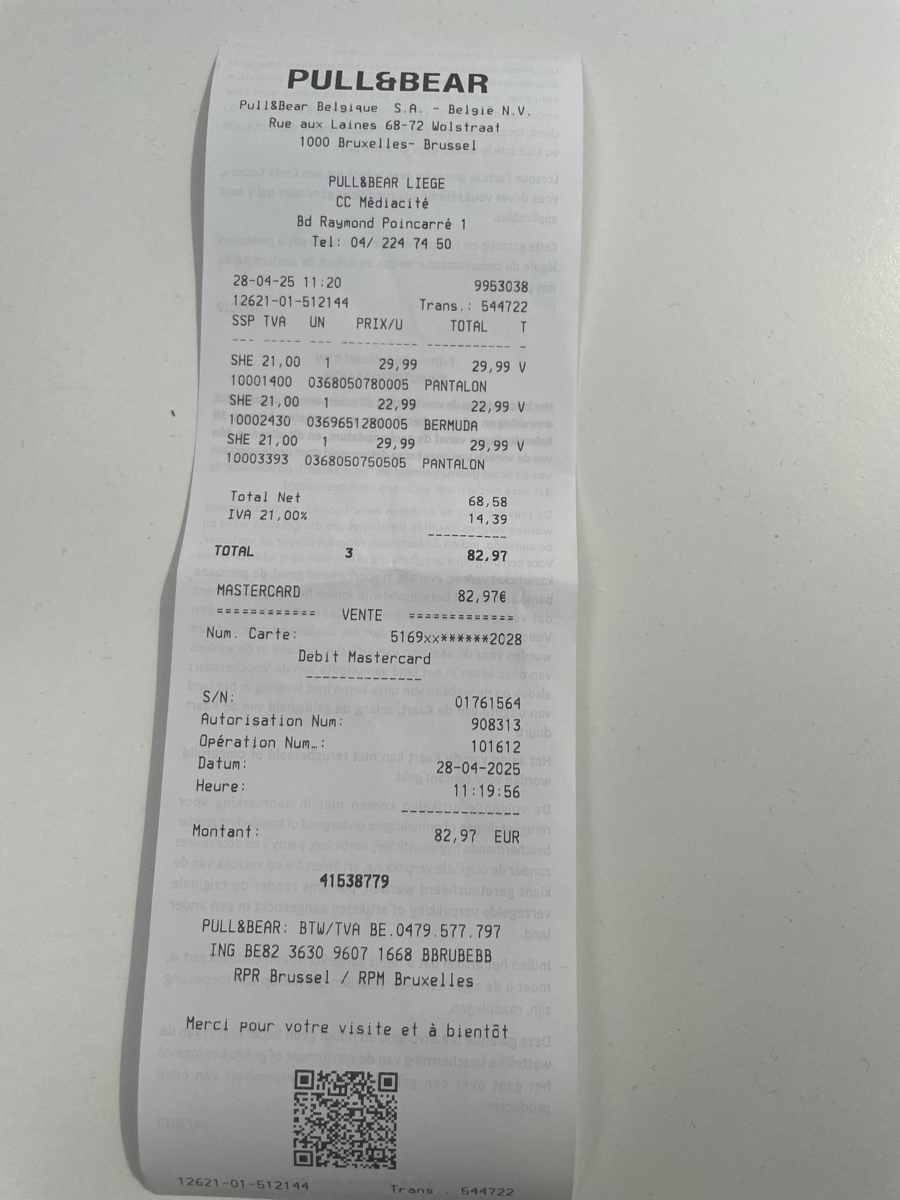 PULL&BEAR
Pull&Bear Belgique S.A. - België N.V.
Rue aux Laines 68-72 Wolstraat
1000 Bruxelles- Brussel
PULL&BEAR LIEGE
CC Médiacité
Bd Raymond Poincarré 1
Tel: 04/ 224 74 50
28-04-25 11:20 9953038
12621-01-512144 Trans.: 544722
SSP TVA UN PRIX/U TOTAL T
--- ----- --- ---------- ----------- -
SHE 21,00 1 29,99 29,99 V
10001400 0368050780005 PANTALON
SHE 21,00 1 22,99 22,99 V
10002430 0369651280005 BERMUDA
SHE 21,00 1 29,99 29,99 V
10003393 0368050750505 PANTALON
Total Net 68,58
IVA 21,00% 14,39
----------
TOTAL 3 82,97
MASTERCARD 82,97€
============ VENTE =============
Num. Carte: 5169xx******2028
Debit Mastercard
-------------
S/N: 01761564
Autorisation Num: 908313
Opération Num.: 101612
Datum: 28-04-2025
Heure: 11:19:56
-------------
Montant: 82,97 EUR
41538779
PULL&BEAR: BTW/TVA BE.0479.577.797
ING BE82 3630 9607 1668 BBRUBEBB
RPR Brussel / RPM Bruxelles
Merci pour votre visite et à bientôt
12621-01-512144 Trans.: 544722